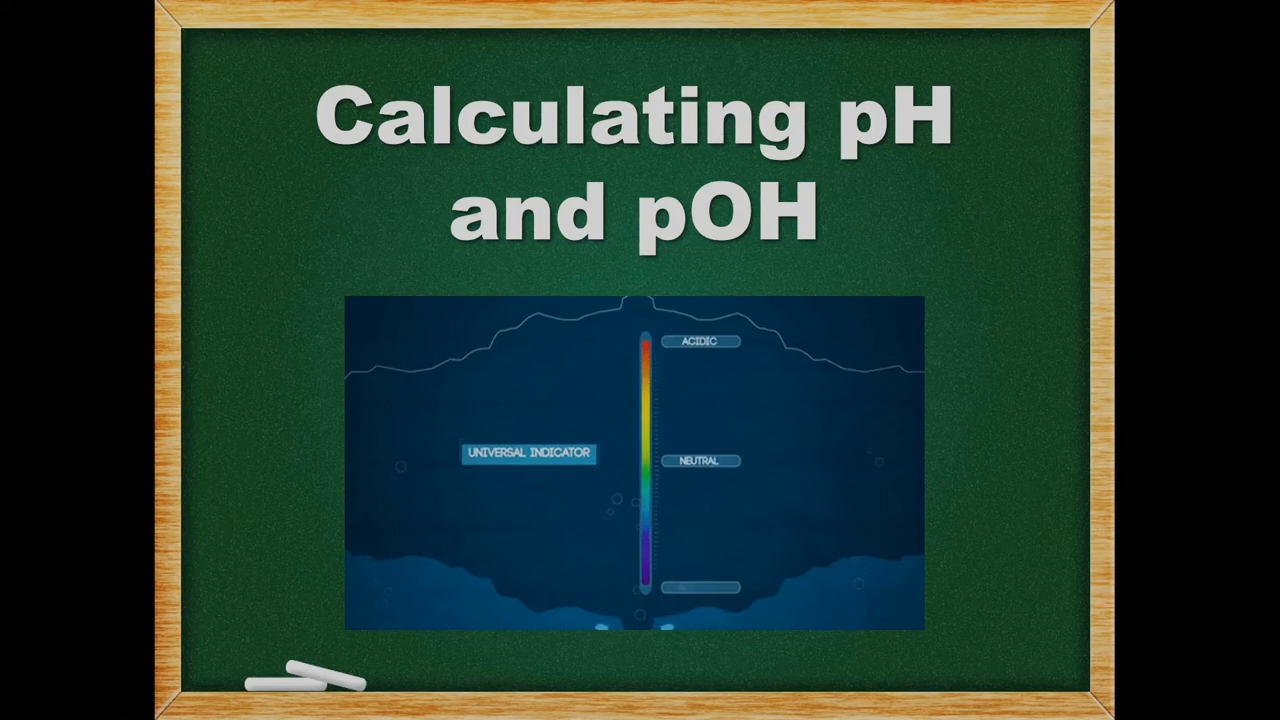 Calculating pH
and pOH
ACIDIC
UNIVERSAL INDICATOR
NEUTRAL